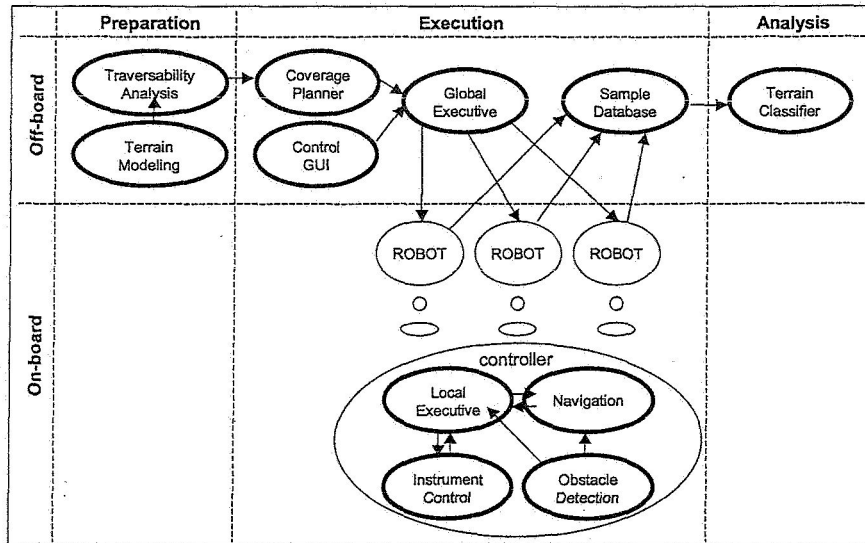 Preparation
Execution
Analysis
Off-board
Traversability
Analysis
Coverage
Planner
Global
Executive
Sample
Database
Terrain
Classifier
Terrain
Modeling
Control
GUI
On-board
ROBOT
ROBOT
ROBOT
controller
Local
Executive
Navigation
Instrument
Control
Obstacle
Detection